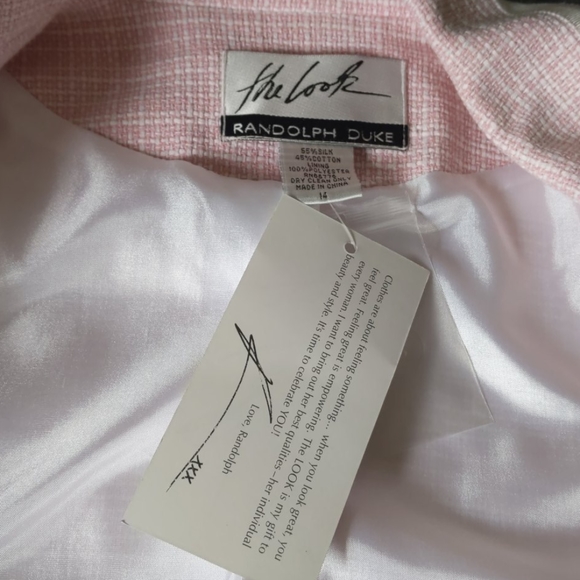 the Look
RANDOLPH DUKE
55%SILK
45%COTTON
LINING
100%POLYESTER
DRY CLEAN ONLY
MADE IN CHINA
14
Clothes are about feeling something... when you look great, you
feel great. Feeling great is empowering. The LOOK is my gift to
every woman. I want to bring out her best qualities – her individual
beauty and style. It's time to celebrate YOU!
Love, Randolph
xxx